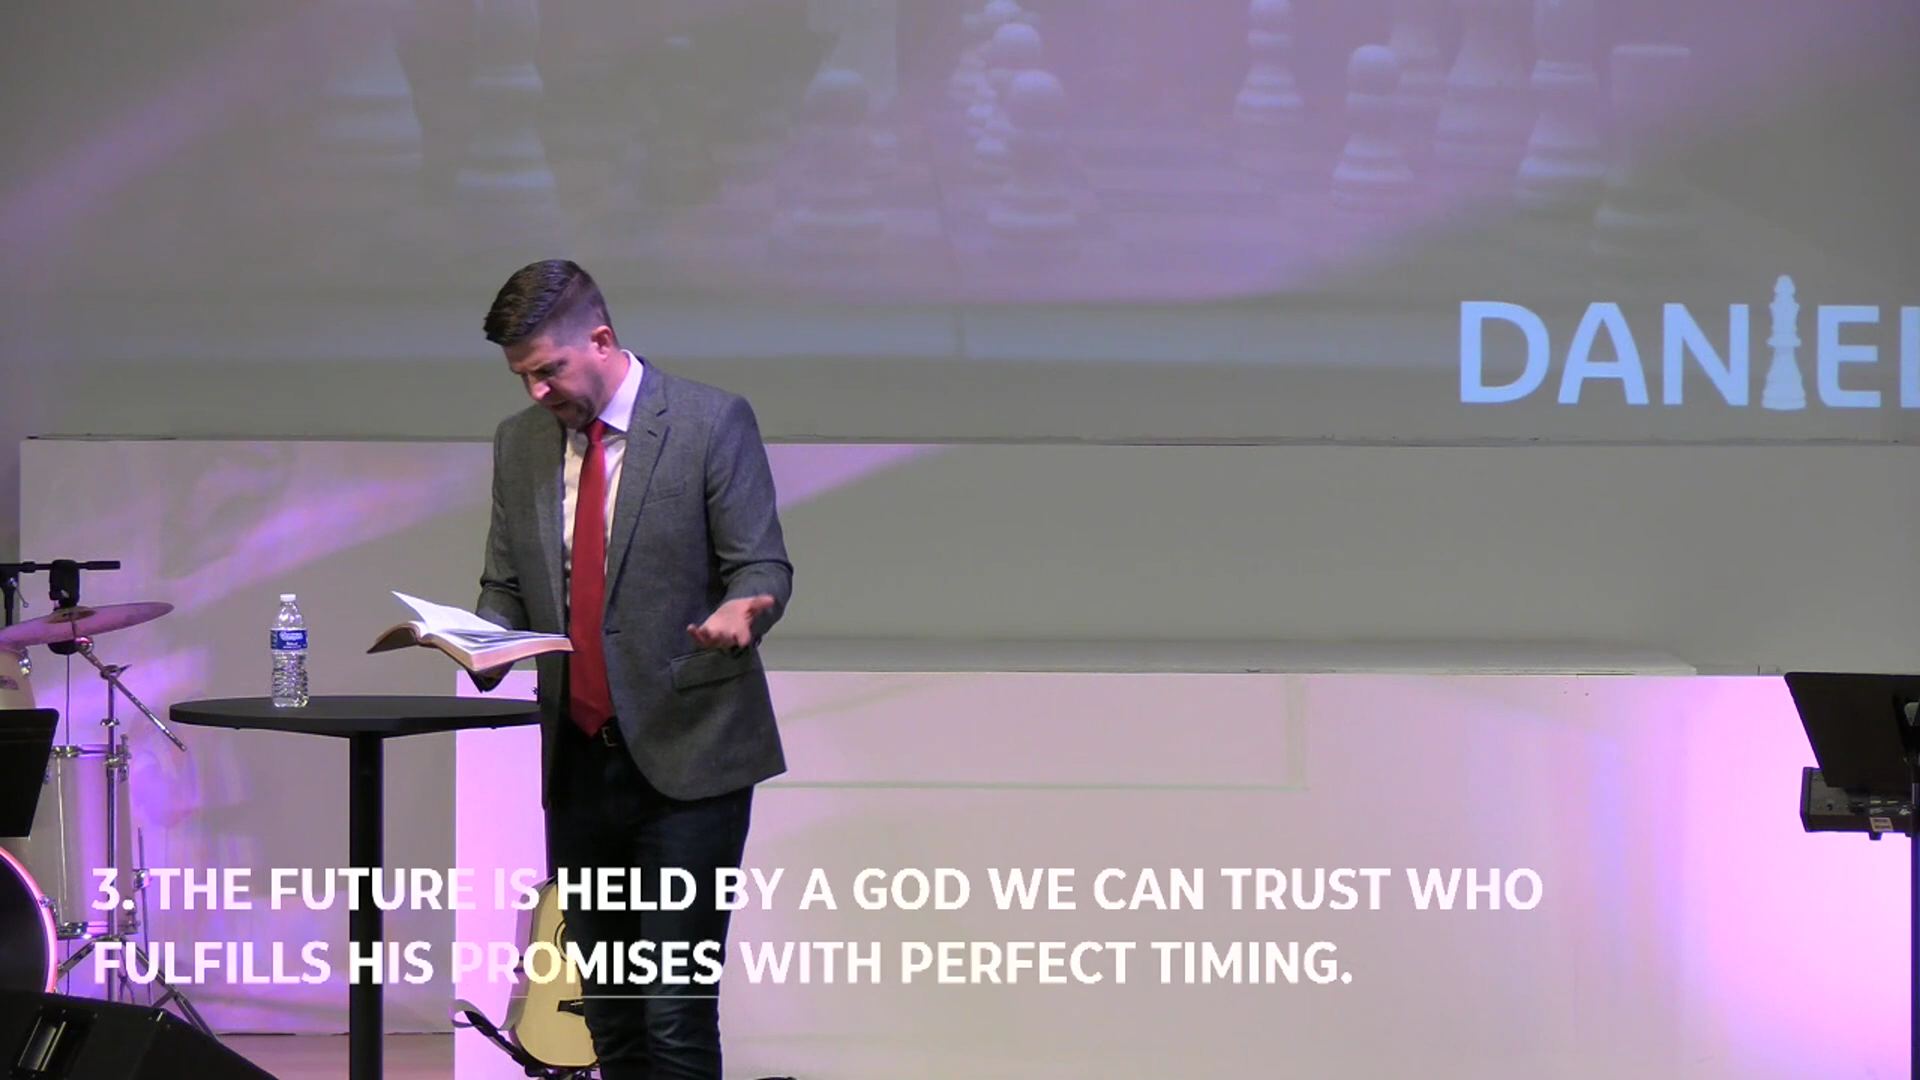 DANIEL
3. THE FUTURE IS HELD BY A GOD WE CAN TRUST WHO
FULFILLS HIS PROMISES WITH PERFECT TIMING.